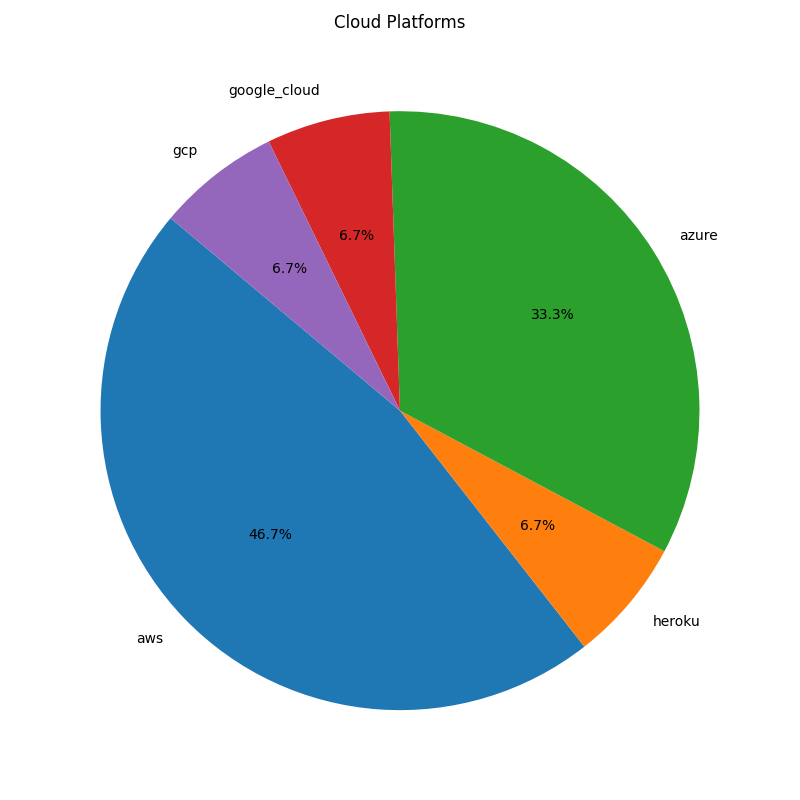 Cloud Platforms
google_cloud
gcp
6.7%
azure
6.7%
33.3%
46.7%
6.7%
heroku
aws